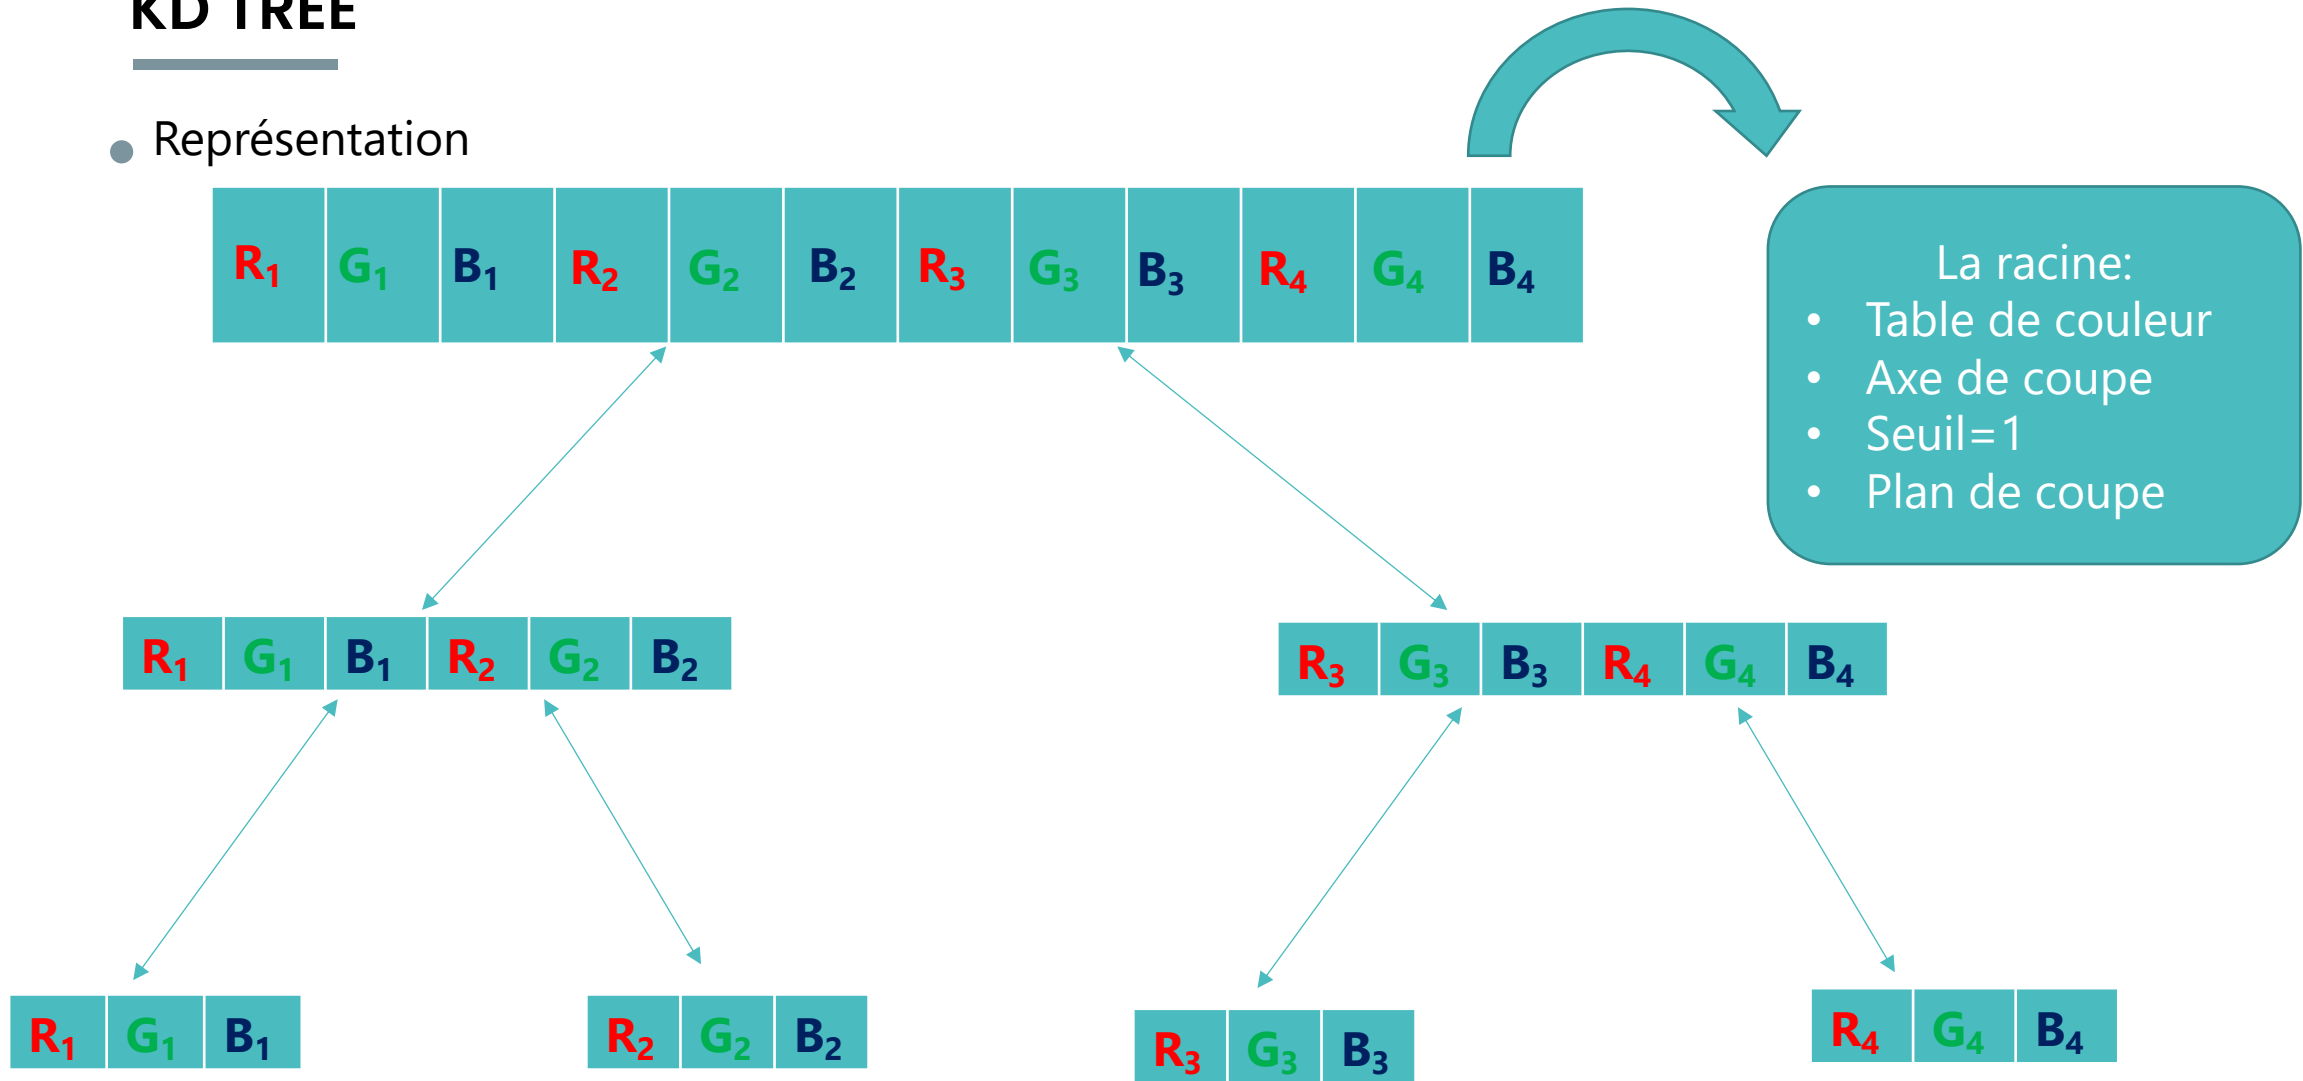 KD TREE
Représentation
R1 G1 B1 R2 G2 B2 R3 G3 B3 R4 G4 B4
La racine:
• Table de couleur
• Axe de coupe
• Seuil=1
• Plan de coupe
R1 G1 B1 R2 G2 B2
R3 G3 B3 R4 G4 B4
R1 G1 B1
R2 G2 B2
R3 G3 B3
R4 G4 B4